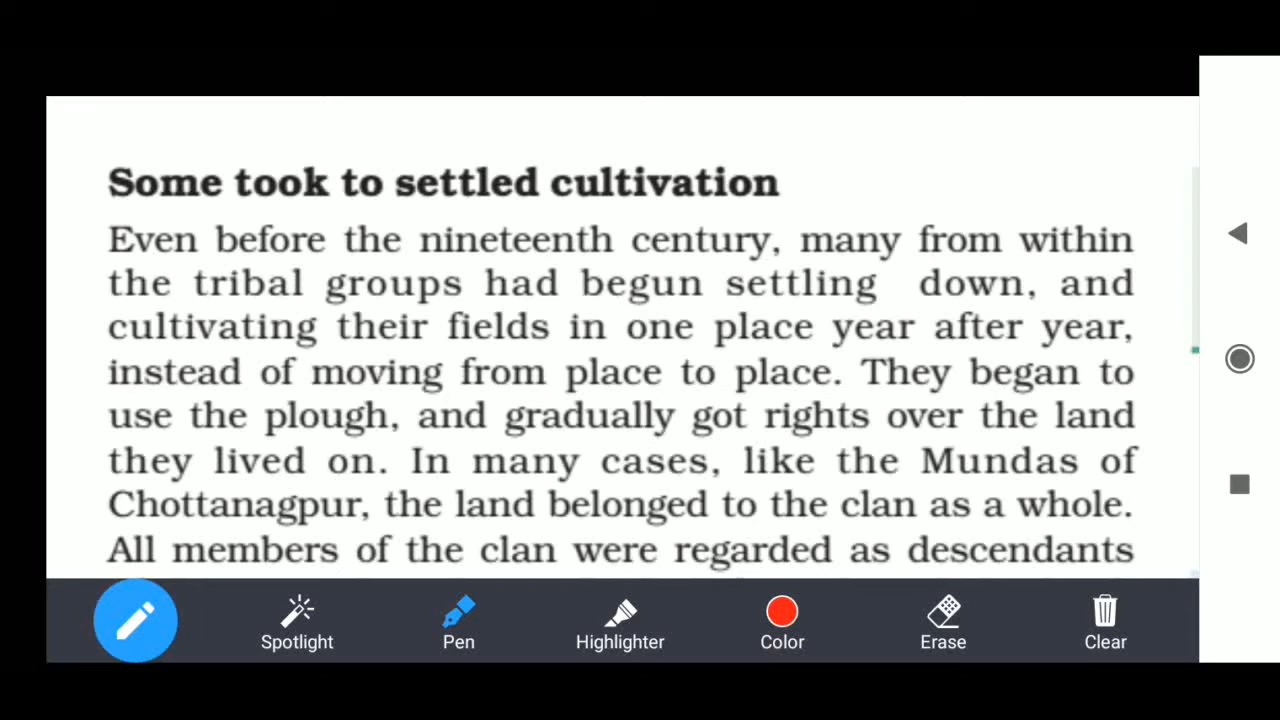 Some took to settled cultivation
Even before the nineteenth century, many from within
the tribal groups had begun settling down, and
cultivating their fields in one place year after year,
instead of moving from place to place. They began to
use the plough, and gradually got rights over the land
they lived on. In many cases, like the Mundas of
Chottanagpur, the land belonged to the clan as a whole.
All members of the clan were regarded as descendants
Spotlight Pen Highlighter Color Erase Clear